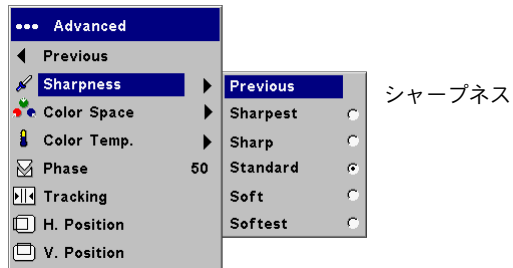 ••• Advanced
Previous
Sharpness
Color Space
Color Temp.
Phase 50
Tracking
H. Position
V. Position
Previous
Sharpest
Sharp
Standard
Soft
Softest
シャープネス